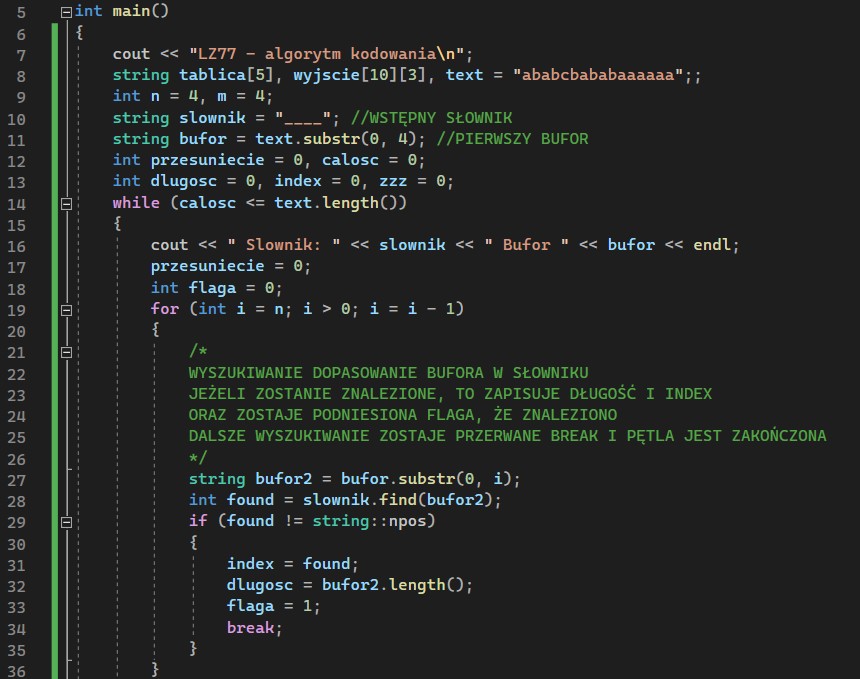 5 int main()
6 {
7 cout << "LZ77 - algorytm kodowania\n";
8 string tablica[5], wyjscie[10][3], text = "ababcbababaaaaaa";;
9 int n = 4, m = 4;
10 string slownik = "____"; //WSTĘPNY SŁOWNIK
11 string bufor = text.substr(0, 4); //PIERWSZY BUFOR
12 int przesuniecie = 0, calosc = 0;
13 int dlugosc = 0, index = 0, zzz = 0;
14 while (calosc <= text.length())
15 {
16 cout << " Slownik: " << slownik << " Bufor " << bufor << endl;
17 przesuniecie = 0;
18 int flaga = 0;
19 for (int i = n; i > 0; i = i - 1)
20 {
21 /*
22 WYSZUKIWANIE DOPASOWANIE BUFORA W SŁOWNIKU
23 JEŻELI ZOSTANIE ZNALEZIONE, TO ZAPISUJE DŁUGOŚĆ I INDEX
24 ORAZ ZOSTAJE PODNIESIONA FLAGA, ŻE ZNALEZIONO
25 DALSZE WYSZUKIWANIE ZOSTAJE PRZERWANE BREAK I PĘTLA JEST ZAKOŃCZONA
26 */
27 string bufor2 = bufor.substr(0, i);
28 int found = slownik.find(bufor2);
29 if (found != string::npos)
30 {
31 index = found;
32 dlugosc = bufor2.length();
33 flaga = 1;
34 break;
35 }
36 }